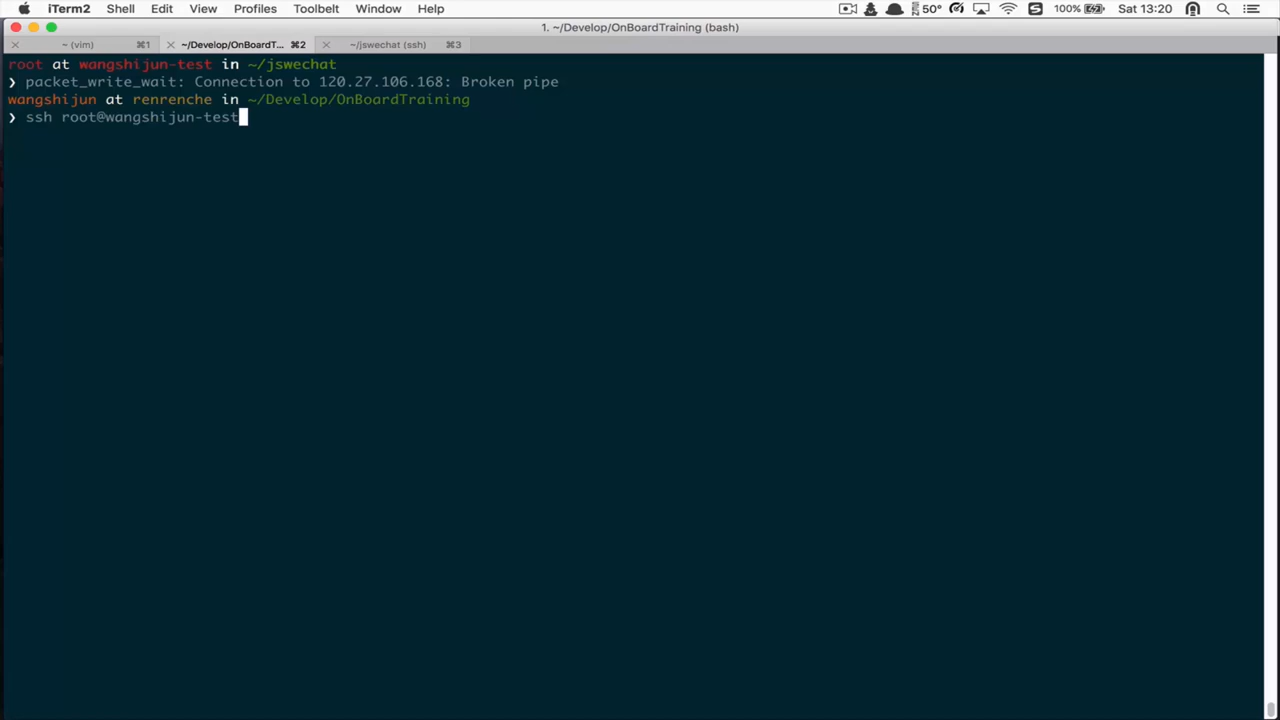 iTerm2 Shell Edit View Profiles Toolbelt Window Help 50° 100% Sat 13:20
1. ~/Develop/OnBoardTraining (bash)
~ (vim) ⌘1 ~/Develop/OnBoardT... ⌘2 ~/jswechat (ssh) ⌘3
root at wangshijun-test in ~/jswechat
❯ packet_write_wait: Connection to 120.27.106.168: Broken pipe
wangshijun at renrenche in ~/Develop/OnBoardTraining
❯ ssh root@wangshijun-test